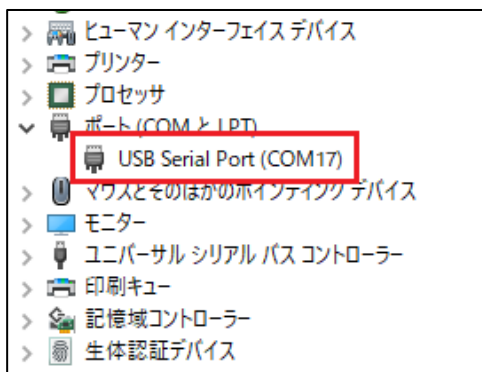 ヒューマン インターフェイス デバイス
プリンター
プロセッサ
ポート (COM と LPT)
USB Serial Port (COM17)
マウスとそのほかのポインティング デバイス
モニター
ユニバーサル シリアル バス コントローラー
印刷キュー
記憶域コントローラー
生体認証デバイス